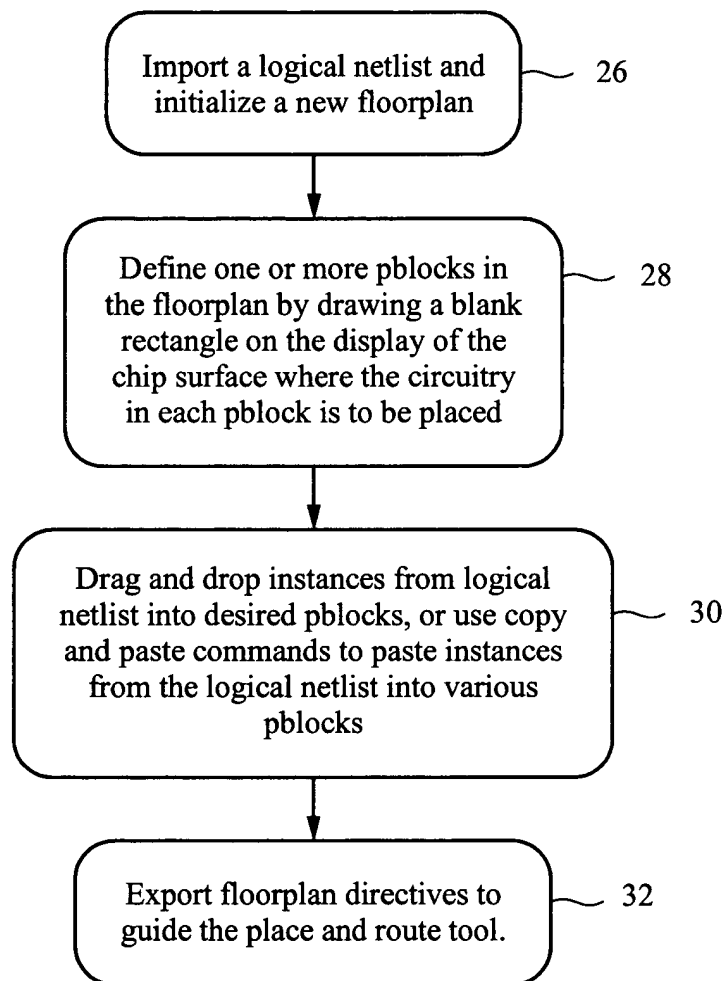 Import a logical netlist and
initialize a new floorplan
26
Define one or more pblocks in
the floorplan by drawing a blank
rectangle on the display of the
chip surface where the circuitry
in each pblock is to be placed
28
Drag and drop instances from logical
netlist into desired pblocks, or use copy
and paste commands to paste instances
from the logical netlist into various
pblocks
30
Export floorplan directives to
guide the place and route tool.
32